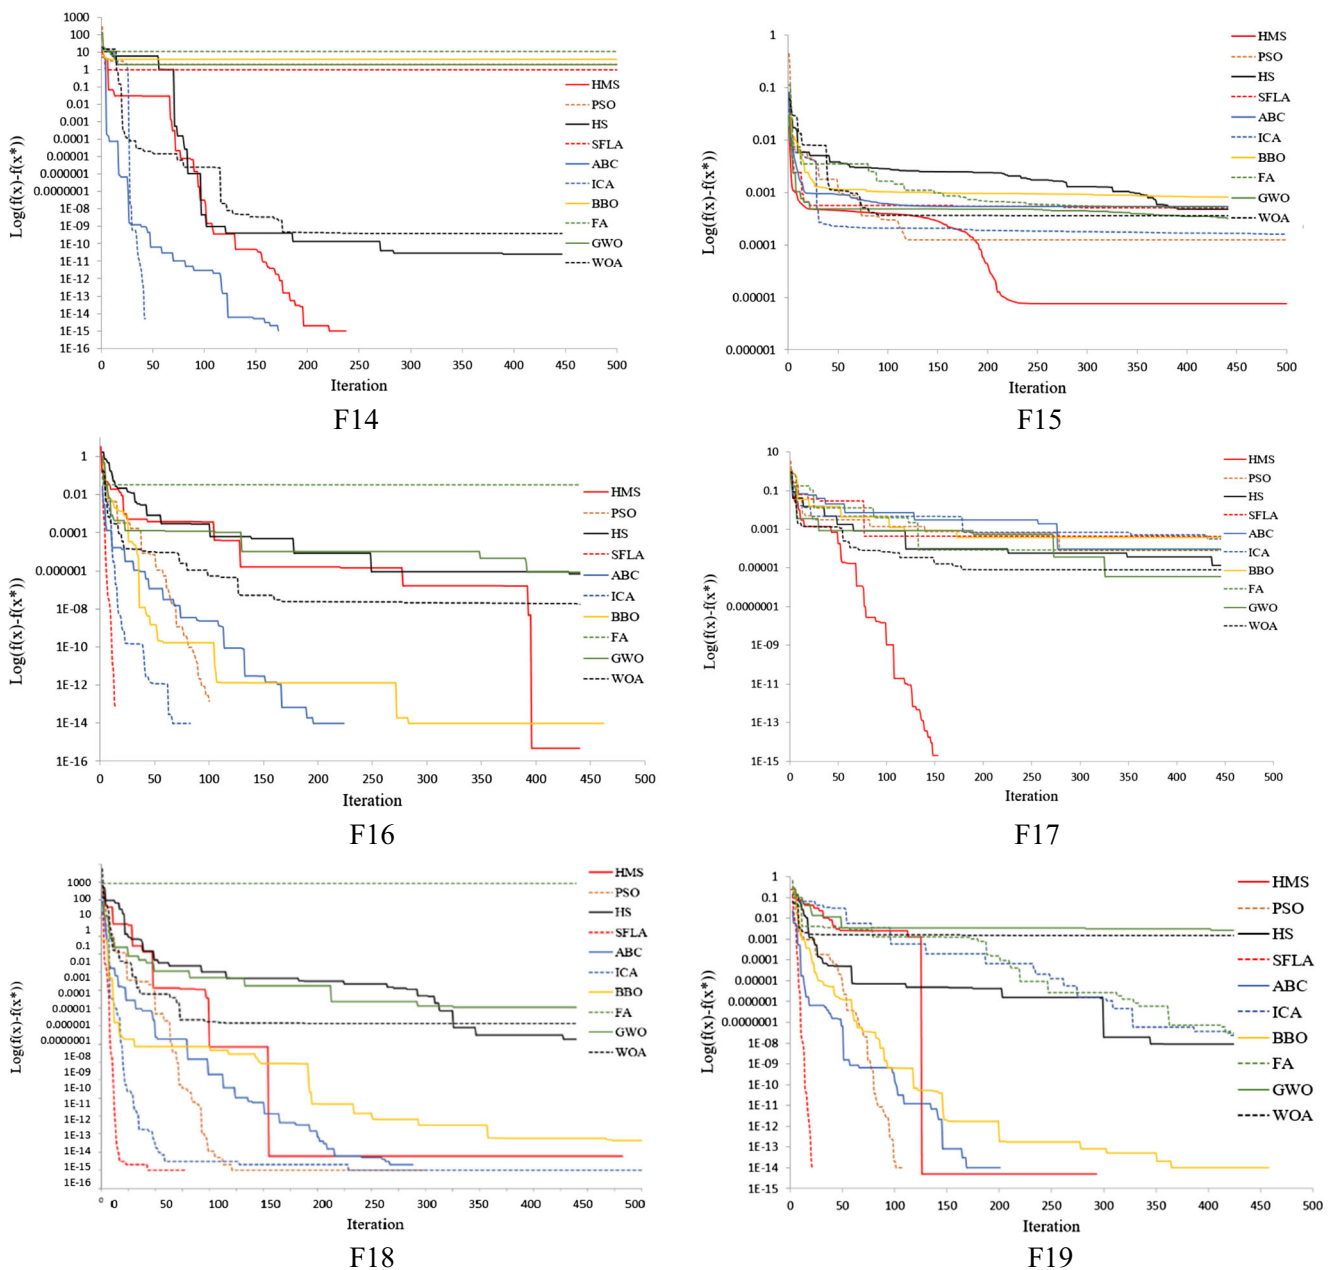 1000
100
10
1
0.1
0.01
0.001
0.0001
0.00001
0.000001
0.0000001
1E-08
1E-09
1E-10
1E-11
1E-12
1E-13
1E-14
1E-15
1E-16
Log(f(x)-f(x*))
0 50 100 150 200 250 300 350 400 450 500
Iteration
HMS
PSO
HS
SFLA
ABC
ICA
BBO
FA
GWO
WOA
F14
1
0.1
0.01
0.001
0.0001
0.00001
0.000001
Log(f(x)-f(x*))
0 50 100 150 200 250 300 350 400 450 500
Iteration
HMS
PSO
HS
SFLA
ABC
ICA
BBO
FA
GWO
WOA
F15
1
0.01
0.0001
0.000001
1E-08
1E-10
1E-12
1E-14
1E-16
Log(f(x)-f(x*))
0 50 100 150 200 250 300 350 400 450 500
Iteration
HMS
PSO
HS
SFLA
ABC
ICA
BBO
FA
GWO
WOA
F16
10
0.1
0.001
0.00001
0.0000001
1E-09
1E-11
1E-13
1E-15
Log(f(x)-f(x*))
0 50 100 150 200 250 300 350 400 450 500
Iteration
HMS
PSO
HS
SFLA
ABC
ICA
BBO
FA
GWO
WOA
F17
1000
100
10
1
0.1
0.01
0.001
0.0001
0.00001
0.000001
0.0000001
1E-08
1E-09
1E-10
1E-11
1E-12
1E-13
1E-14
1E-15
1E-16
Log(f(x)-f(x*))
0 0 50 100 150 200 250 300 350 400 450 500
Iteration
HMS
PSO
HS
SFLA
ABC
ICA
BBO
FA
GWO
WOA
F18
1
0.1
0.01
0.001
0.0001
0.00001
0.000001
0.0000001
1E-08
1E-09
1E-10
1E-11
1E-12
1E-13
1E-14
1E-15
Log(f(x)-f(x*))
0 50 100 150 200 250 300 350 400 450 500
Iteration
HMS
PSO
HS
SFLA
ABC
ICA
BBO
FA
GWO
WOA
F19